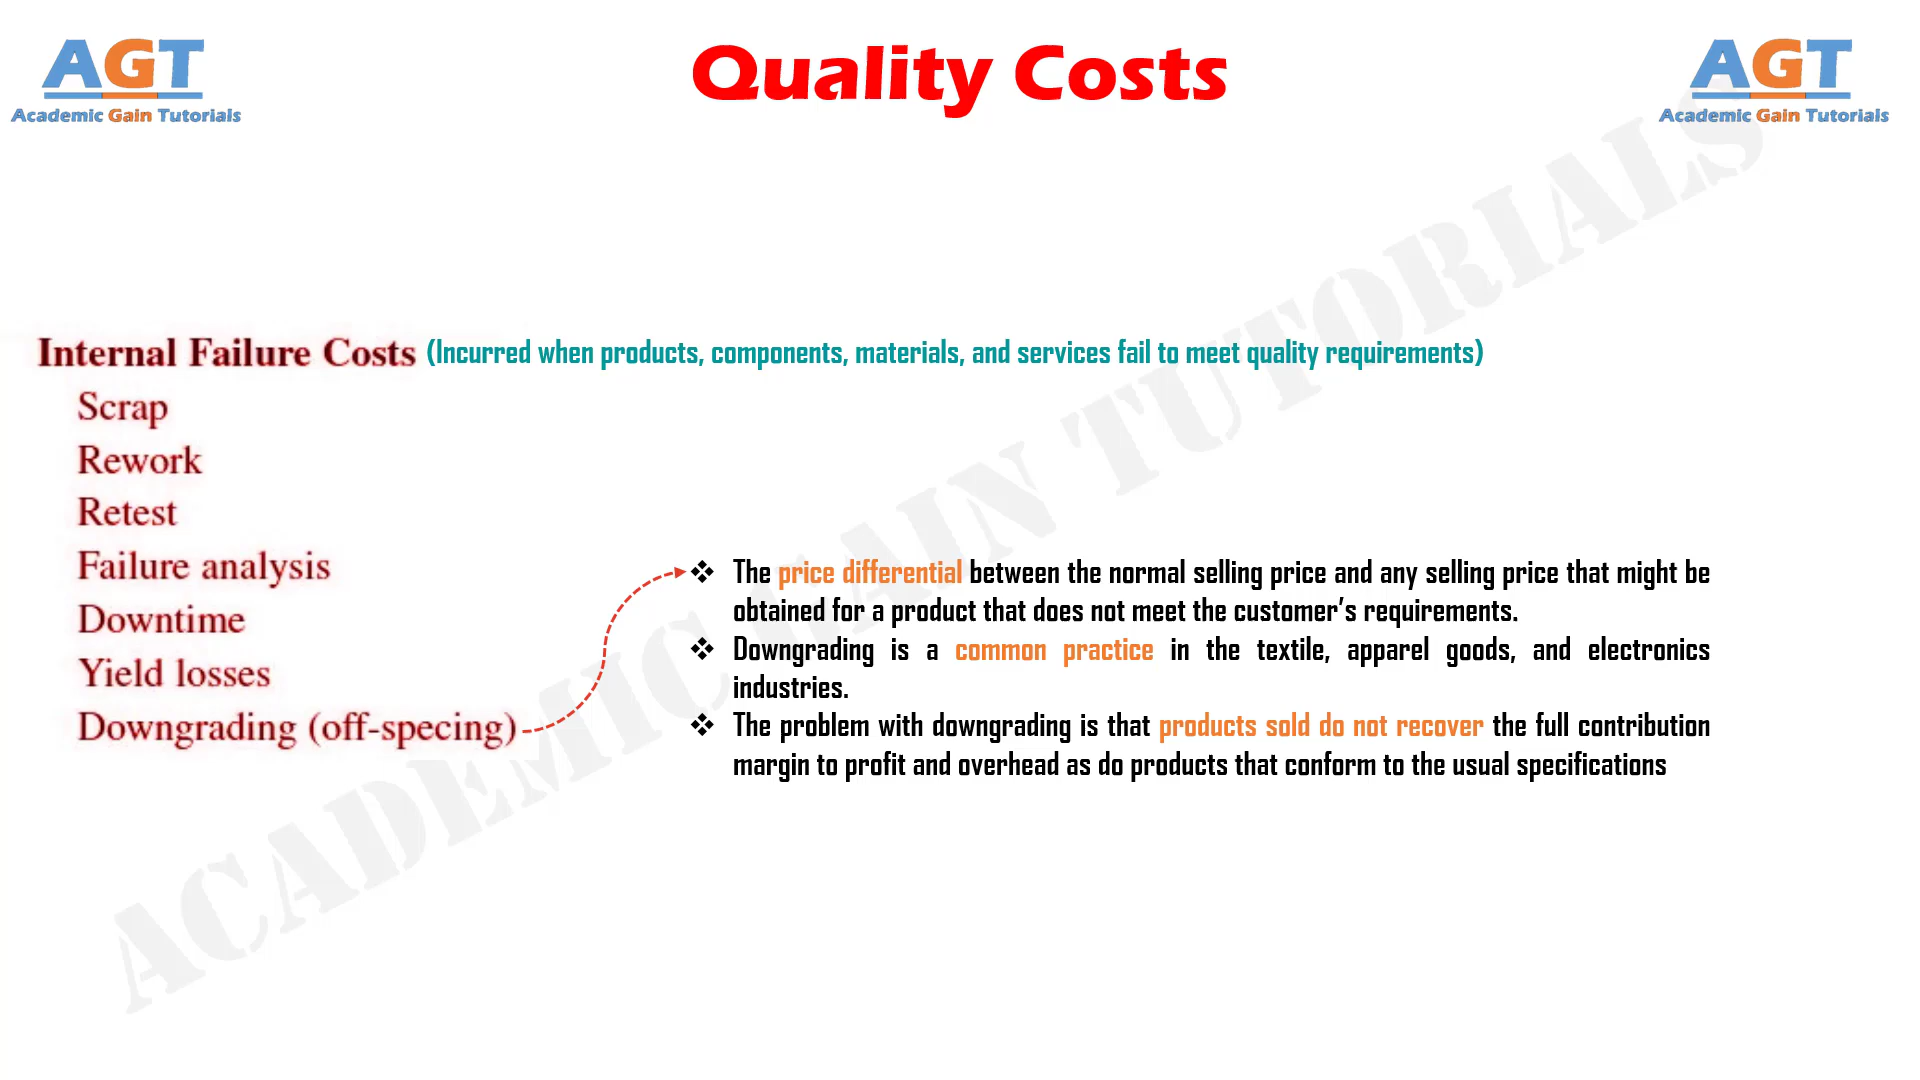 AGT
Academic Gain Tutorials
Quality Costs
AGT
Academic Gain Tutorials
Internal Failure Costs (Incurred when products, components, materials, and services fail to meet quality requirements)
Scrap
Rework
Retest
Failure analysis
Downtime
Yield losses
Downgrading (off-specing)
❖ The price differential between the normal selling price and any selling price that might be
obtained for a product that does not meet the customer’s requirements.
❖ Downgrading is a common practice in the textile, apparel goods, and electronics
industries.
❖ The problem with downgrading is that products sold do not recover the full contribution
margin to profit and overhead as do products that conform to the usual specifications
ACADEMIC GAIN TUTORIALS